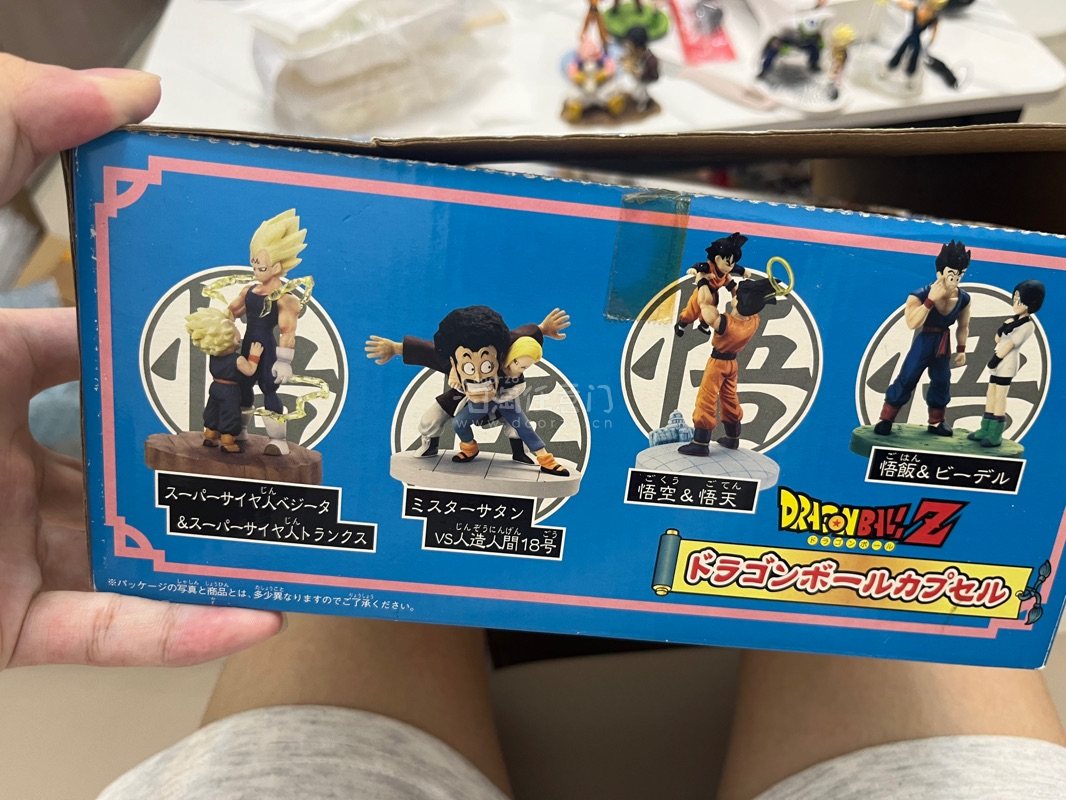 スーパーサイヤ人ベジータ
&スーパーサイヤ人トランクス
ミスターサタン
VS人造人間18号
悟空&悟天
悟飯&ビーデル
DRAGON BALL Z
ドラゴンボール
ドラゴンボールカプセル
※パッケージの写真と商品とは、多少異なりますのでご了承ください。
悟
悟
悟
悟